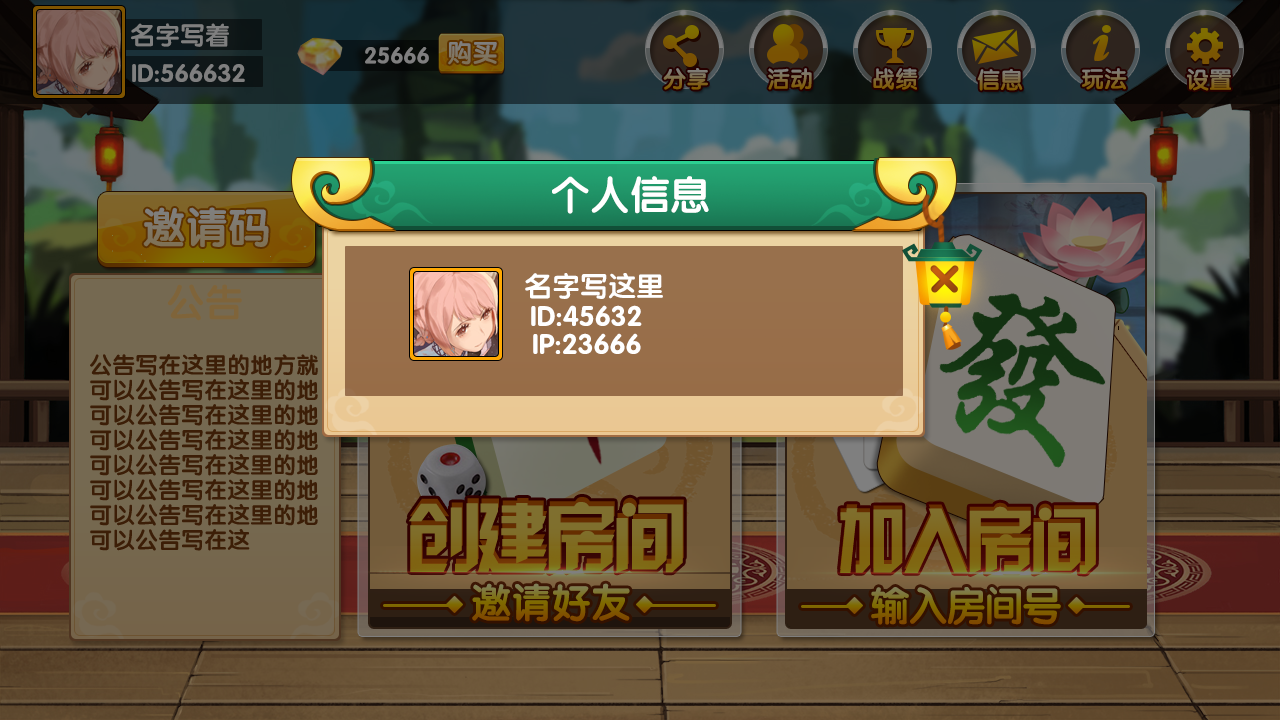 名字写着
ID:566632
25666
购买
分享
活动
战绩
信息
玩法
设置
个人信息
名字写这里
ID:45632
IP:23666
邀请码
公告
公告写在这里的地方就
可以公告写在这里的地
可以公告写在这里的地
可以公告写在这里的地
可以公告写在这里的地
可以公告写在这里的地
可以公告写在这里的地
可以公告写在这
發
创建房间
邀请好友
加入房间
输入房间号